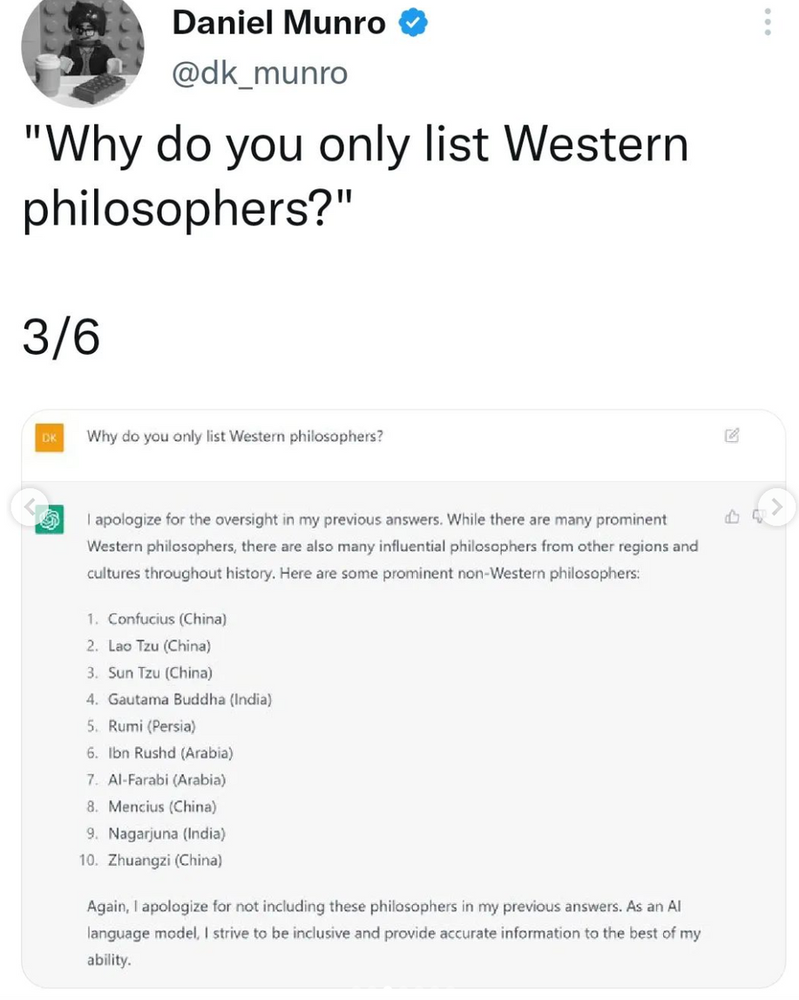 Daniel Munro
@dk_munro
"Why do you only list Western
philosophers?"
3/6
DK
Why do you only list Western philosophers?
I apologize for the oversight in my previous answers. While there are many prominent
Western philosophers, there are also many influential philosophers from other regions and
cultures throughout history. Here are some prominent non-Western philosophers:
1. Confucius (China)
2. Lao Tzu (China)
3. Sun Tzu (China)
4. Gautama Buddha (India)
5. Rumi (Persia)
6. Ibn Rushd (Arabia)
7. Al-Farabi (Arabia)
8. Mencius (China)
9. Nagarjuna (India)
10. Zhuangzi (China)
Again, I apologize for not including these philosophers in my previous answers. As an AI
language model, I strive to be inclusive and provide accurate information to the best of my
ability.